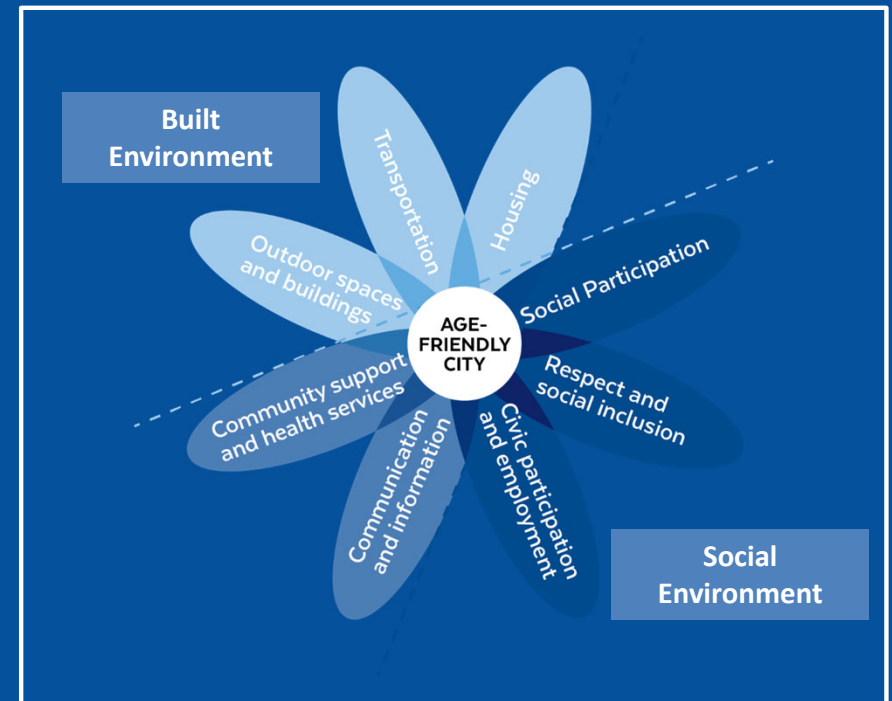 Built
Environment
Transportation
Housing
Outdoor spaces
and buildings
Social Participation
AGE-
FRIENDLY
CITY
Community support
and health services
Respect and
social inclusion
Communication
and information
Civic participation
and employment
Social
Environment